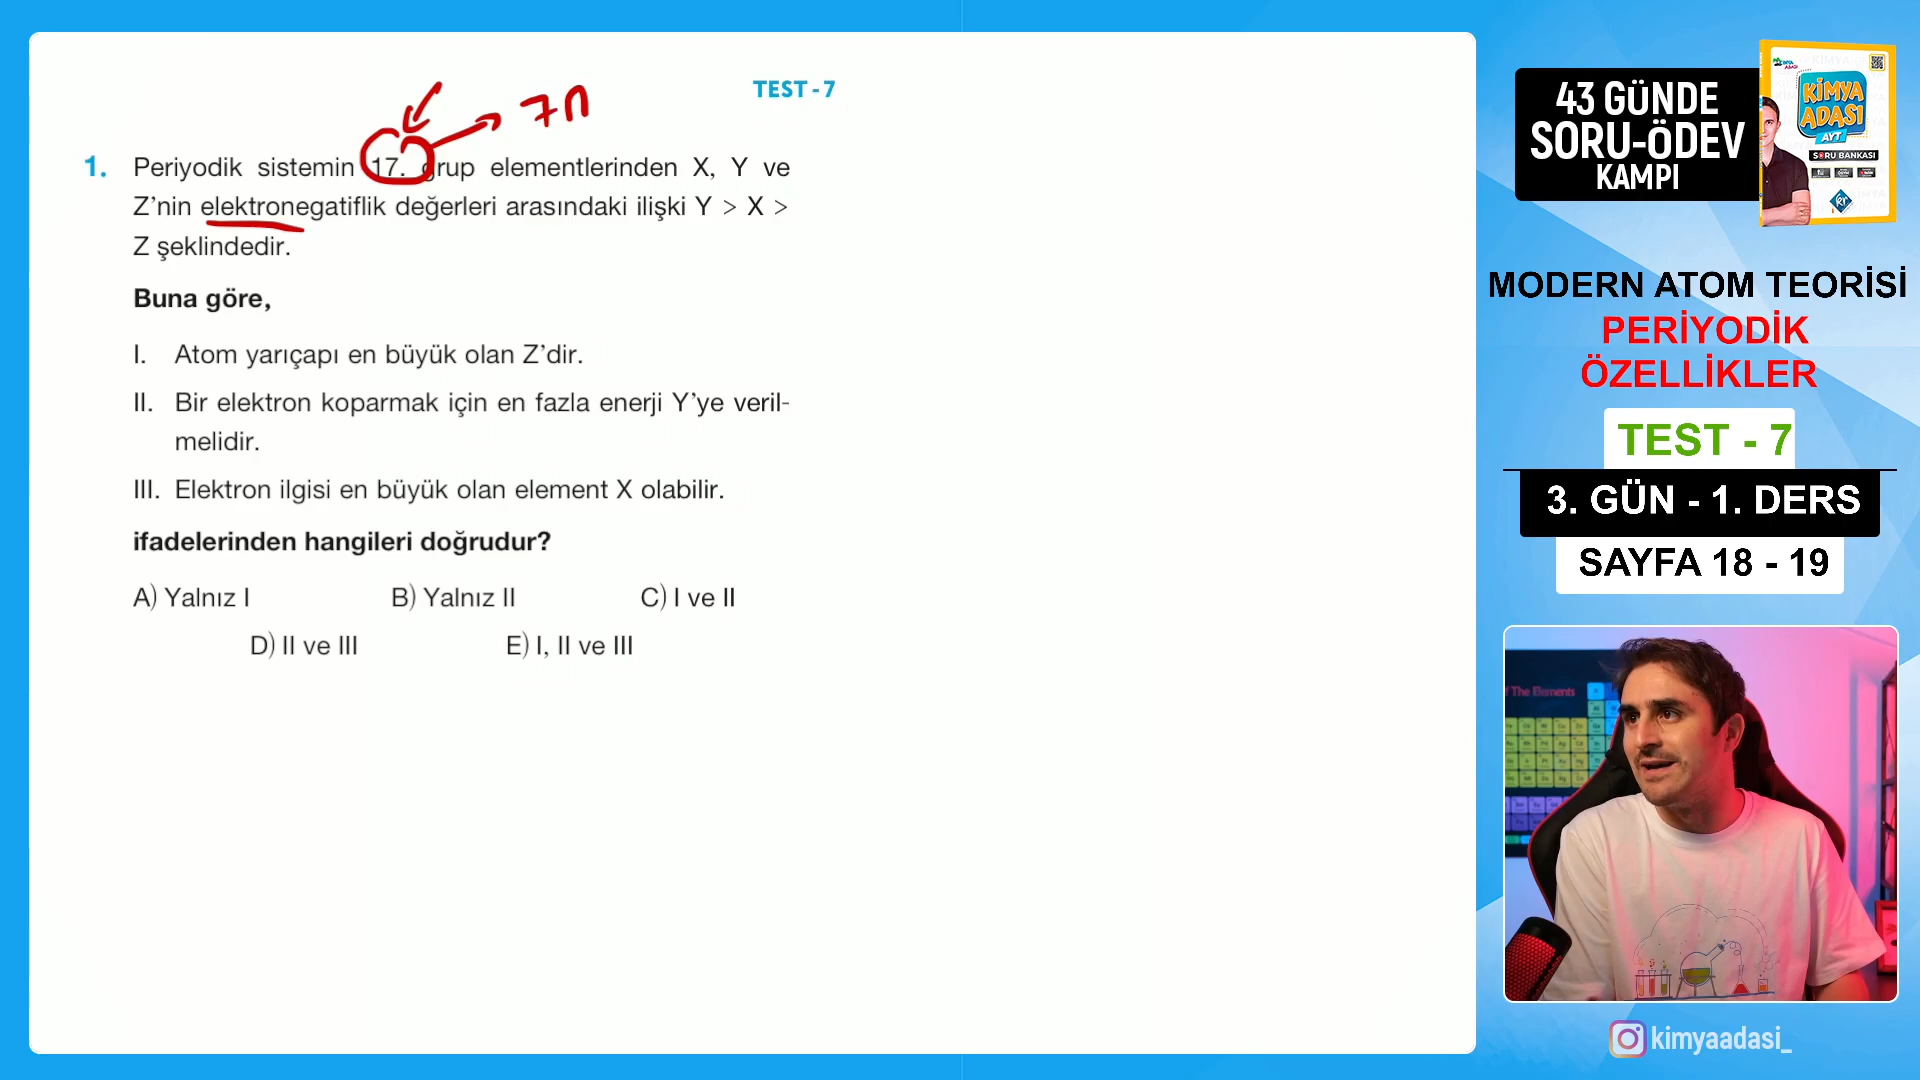 TEST - 7
7A
1. Periyodik sistemin 17. grup elementlerinden X, Y ve
Z'nin elektronegatiflik değerleri arasındaki ilişki Y > X >
Z şeklindedir.
Buna göre,
I. Atom yarıçapı en büyük olan Z'dir.
II. Bir elektron koparmak için en fazla enerji Y'ye veril-
melidir.
III. Elektron ilgisi en büyük olan element X olabilir.
ifadelerinden hangileri doğrudur?
A) Yalnız I B) Yalnız II C) I ve II
D) II ve III E) I, II ve III
43 GÜNDE
SORU-ÖDEV
KAMPI
KİMYA
ADASI
AYT
SORU BANKASI
MODERN ATOM TEORİSİ
PERİYODİK
ÖZELLİKLER
TEST - 7
3. GÜN - 1. DERS
SAYFA 18 - 19
f The Elements
kimyaadasi_